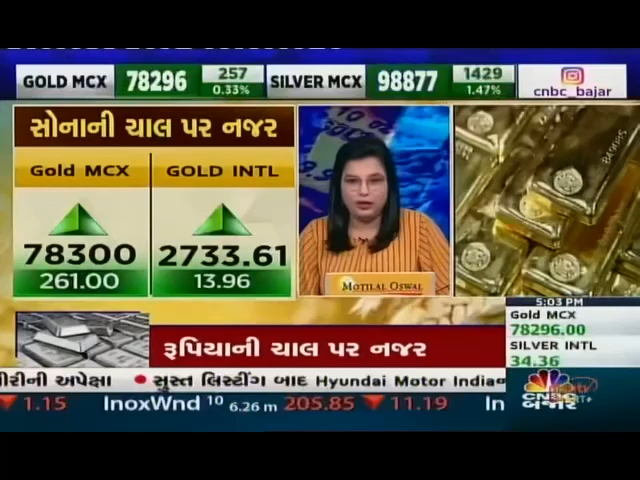 GOLD MCX 78296 257 0.33% SILVER MCX 98877 1429 1.47%
cnbc_bajar
સોનાની ચાલ પર નજર
Gold MCX GOLD INTL
78300 2733.61
261.00 13.96
MOTILAL OSWAL
5:03 PM
Gold MCX
78296.00
SILVER INTL
34.36
રૂપિયાની ચાલ પર નજર
રીની અપેક્ષા • સુસ્ત લિસ્ટીંગ બાદ Hyundai Motor India
1.15 InoxWnd 10 6.26 m 205.85 11.19 In
CNBC
બજાર